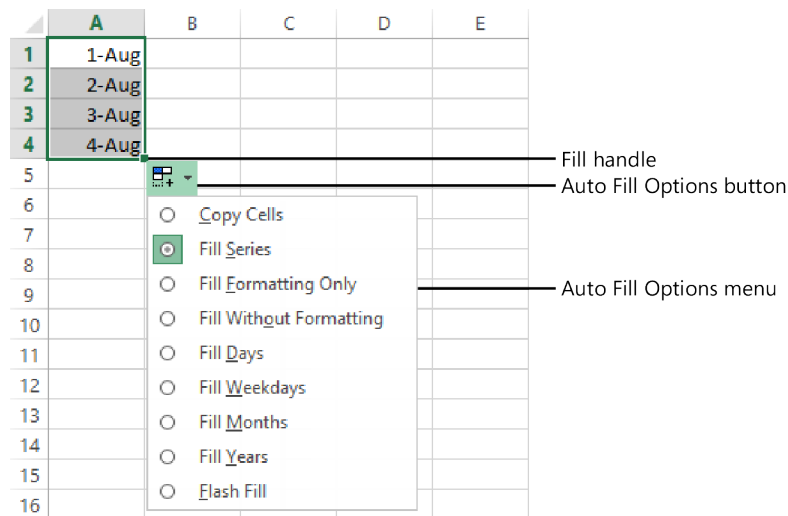 A B C D E
1 1-Aug
2 2-Aug
3 3-Aug
4 4-Aug
Fill handle
5
Auto Fill Options button
6 Copy Cells
7 Fill Series
8 Fill Formatting Only
9 Auto Fill Options menu
10 Fill Without Formatting
11 Fill Days
12 Fill Weekdays
13
14 Fill Months
15 Fill Years
16 Flash Fill